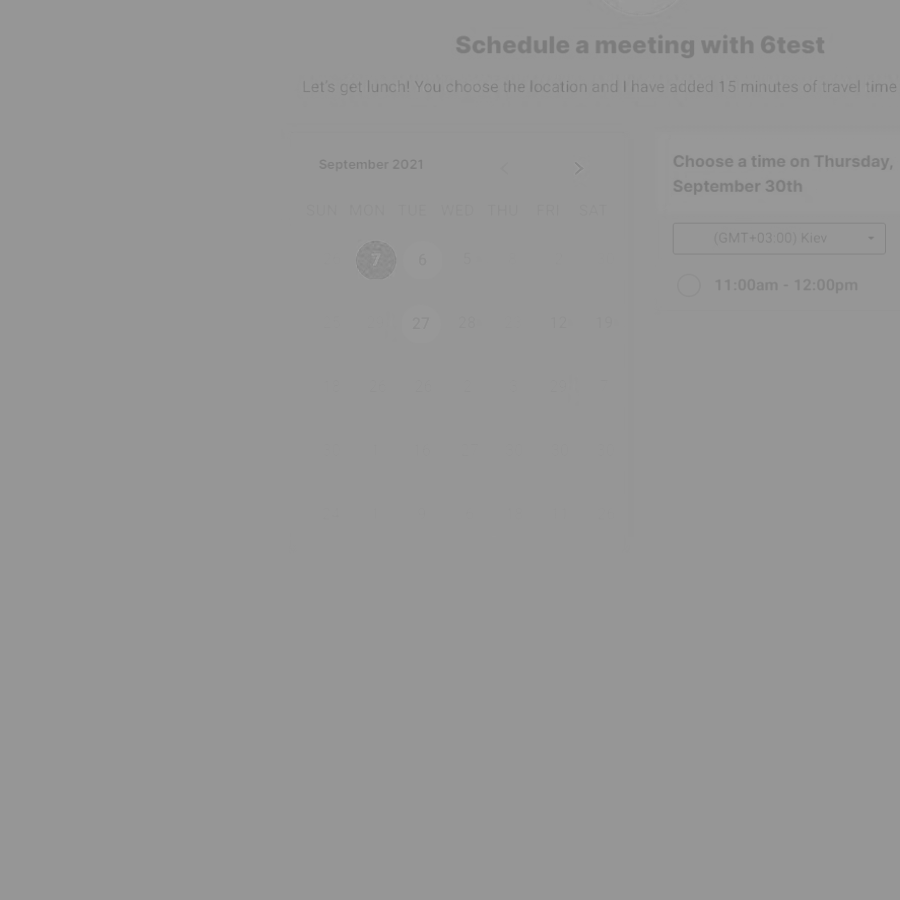 Schedule a meeting with 6test
Let's get lunch! You choose the location and I have added 15 minutes of travel time
September 2021
SUN MON TUE WED THU FRI SAT
7 6 5
27 28 12 19
Choose a time on Thursday,
September 30th
(GMT+03:00) Kiev
11:00am - 12:00pm